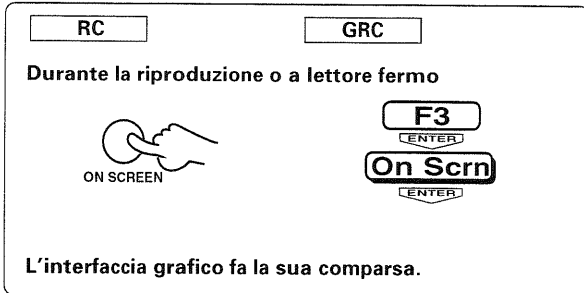 RC GRC
Durante la riproduzione o a lettore fermo
F3
ENTER
ON SCREEN
On Scrn
ENTER
L'interfaccia grafico fa la sua comparsa.